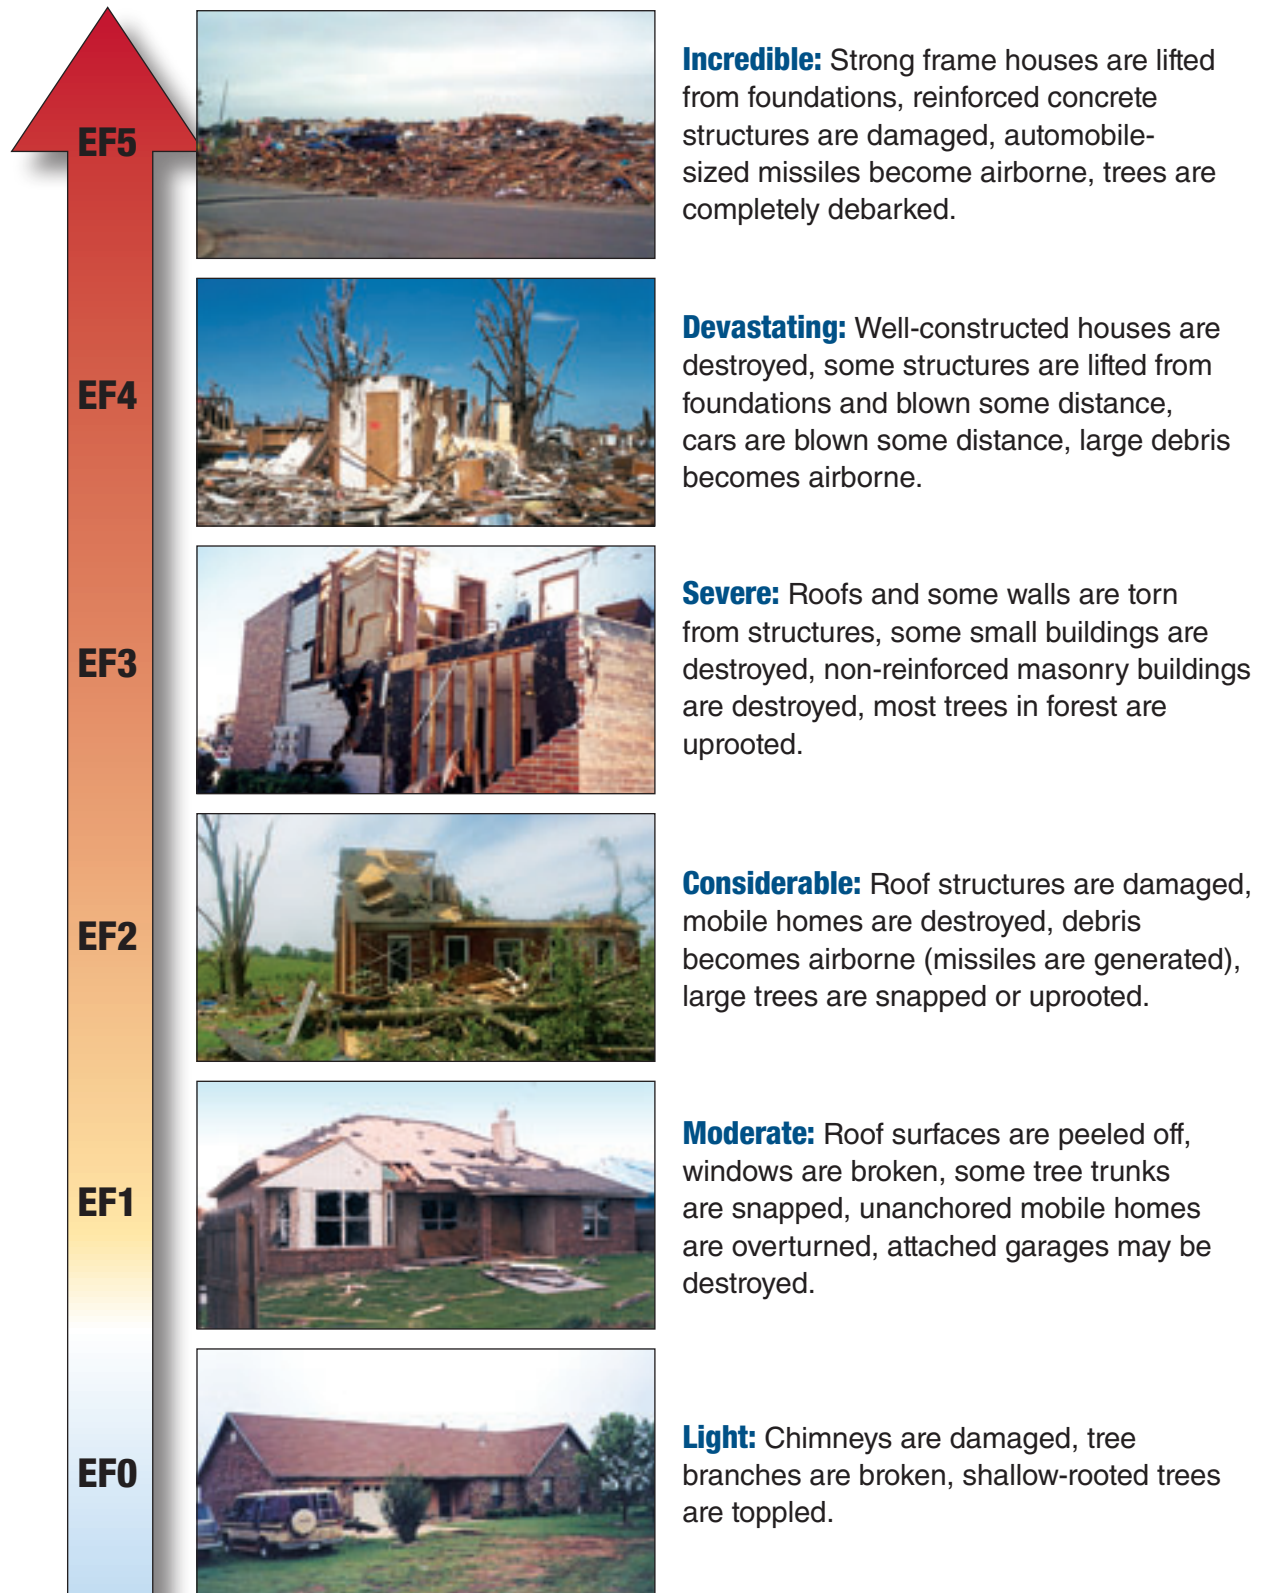 EF5
Incredible: Strong frame houses are lifted
from foundations, reinforced concrete
structures are damaged, automobile-
sized missiles become airborne, trees are
completely debarked.
EF4
Devastating: Well-constructed houses are
destroyed, some structures are lifted from
foundations and blown some distance,
cars are blown some distance, large debris
becomes airborne.
EF3
Severe: Roofs and some walls are torn
from structures, some small buildings are
destroyed, non-reinforced masonry buildings
are destroyed, most trees in forest are
uprooted.
EF2
Considerable: Roof structures are damaged,
mobile homes are destroyed, debris
becomes airborne (missiles are generated),
large trees are snapped or uprooted.
EF1
Moderate: Roof surfaces are peeled off,
windows are broken, some tree trunks
are snapped, unanchored mobile homes
are overturned, attached garages may be
destroyed.
EF0
Light: Chimneys are damaged, tree
branches are broken, shallow-rooted trees
are toppled.